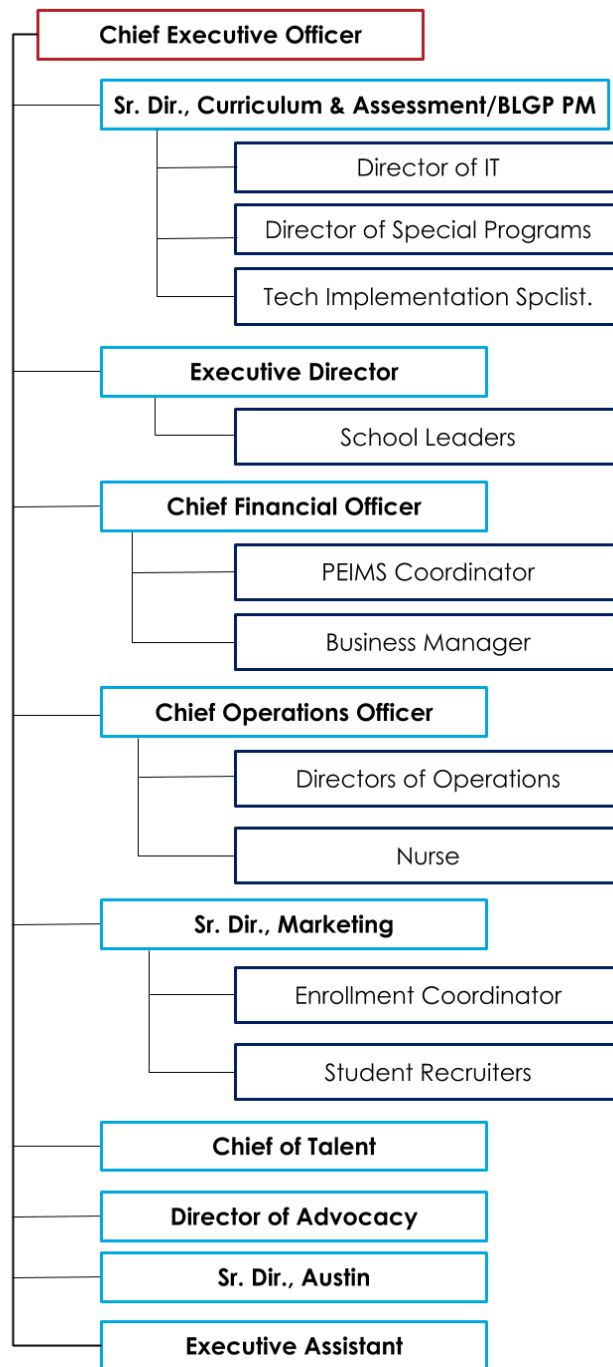 Chief Executive Officer
Sr. Dir., Curriculum & Assessment/BLGP PM
Director of IT
Director of Special Programs
Tech Implementation Spclist.
Executive Director
School Leaders
Chief Financial Officer
PEIMS Coordinator
Business Manager
Chief Operations Officer
Directors of Operations
Nurse
Sr. Dir., Marketing
Enrollment Coordinator
Student Recruiters
Chief of Talent
Director of Advocacy
Sr. Dir., Austin
Executive Assistant